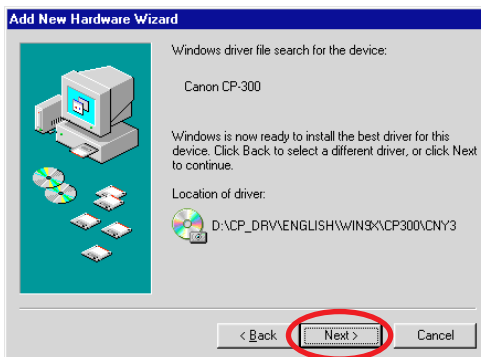 Add New Hardware Wizard
Windows driver file search for the device:
Canon CP-300
Windows is now ready to install the best driver for this
device. Click Back to select a different driver, or click Next
to continue.
Location of driver:
D:\CP_DRV\ENGLISH\WIN9X\CP300\CNY3
< Back
Next >
Cancel